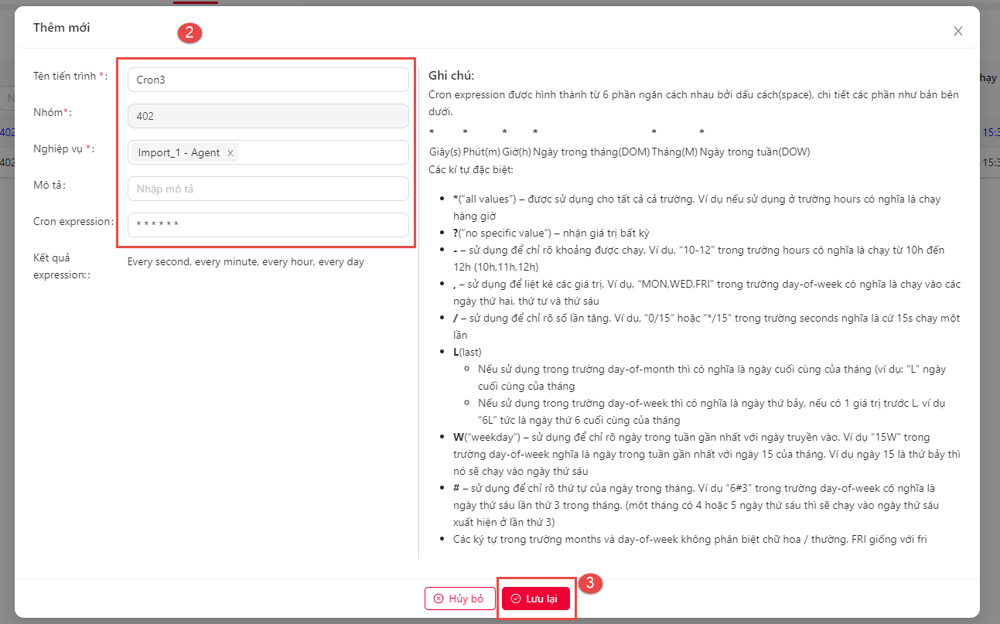 Thêm mới
2
Tên tiến trình *:
Cron3
Nhóm*:
402
Nghiệp vụ *:
Import_1 - Agent
Mô tả:
Nhập mô tả
Cron expression:
* * * * * *
Kết quả
expression::
Every second, every minute, every hour, every day
Ghi chú:
Cron expression được hình thành từ 6 phần ngăn cách nhau bởi dấu cách(space), chi tiết các phần như bản bên
dưới.
* * * * * *
Giây(s) Phút(m) Giờ(h) Ngày trong tháng(DOM) Tháng(M) Ngày trong tuần(DOW)
Các kí tự đặc biệt:
*("all values") – được sử dụng cho tất cả cả trường. Ví dụ nếu sử dụng ở trường hours có nghĩa là chạy
hàng giờ
?("no specific value") – nhận giá trị bất kỳ
- – sử dụng để chỉ rõ khoảng được chạy. Ví dụ, "10-12" trong trường hours có nghĩa là chạy từ 10h đến
12h (10h,11h,12h)
, – sử dụng để liệt kê các giá trị. Ví dụ, "MON,WED,FRI" trong trường day-of-week có nghĩa là chạy vào các
ngày thứ hai, thứ tư và thứ sáu
/ – sử dụng để chỉ rõ số lần tăng. Ví dụ, "0/15" hoặc "*/15" trong trường seconds nghĩa là cứ 15s chạy một
lần
L(last)
Nếu sử dụng trong trường day-of-month thì có nghĩa là ngày cuối cùng của tháng (ví dụ: "L" ngày
cuối cùng của tháng
Nếu sử dụng trong trường day-of-week thì có nghĩa là ngày thứ bảy, nếu có 1 giá trị trước L, ví dụ
"6L" tức là ngày thứ 6 cuối cùng của tháng
W("weekday") – sử dụng để chỉ rõ ngày trong tuần gần nhất với ngày truyền vào. Ví dụ "15W" trong
trường day-of-week nghĩa là ngày trong tuần gần nhất với ngày 15 của tháng. Ví dụ ngày 15 là thứ bảy thì
nó sẽ chạy vào ngày thứ sáu
# – sử dụng để chỉ rõ thứ tự của ngày trong tháng. Ví dụ "6#3" trong trường day-of-week có nghĩa là
ngày thứ sáu lần thứ 3 trong tháng. (một tháng có 4 hoặc 5 ngày thứ sáu thì sẽ chạy vào ngày thứ sáu
xuất hiện ở lần thứ 3)
Các ký tự trong trường months và day-of-week không phân biệt chữ hoa / thường. FRI giống với fri
Hủy bỏ
Lưu lại
3
402
402
hạy
15:3
15:3